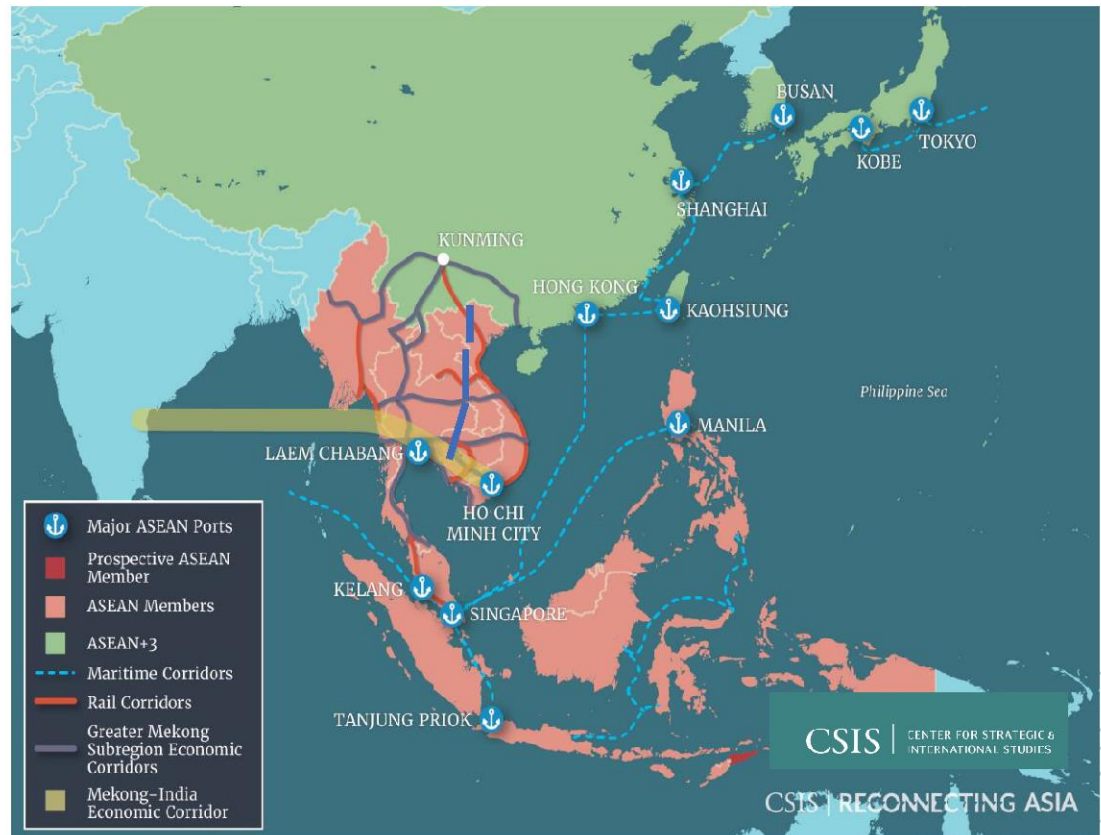 BUSAN
TOKYO
KOBE
SHANGHAI
KUNMING
HONG KONG
KAOHSIUNG
Philippine Sea
MANILA
LAEM CHABANG
HO CHI
MINH CITY
KELANG
SINGAPORE
TANJUNG PRIOK
Major ASEAN Ports
Prospective ASEAN
Member
ASEAN Members
ASEAN+3
Maritime Corridors
Rail Corridors
Greater Mekong
Subregion Economic
Corridors
Mekong-India
Economic Corridor
CSIS | CENTER FOR STRATEGIC &
INTERNATIONAL STUDIES
CSIS | RECONNECTING ASIA